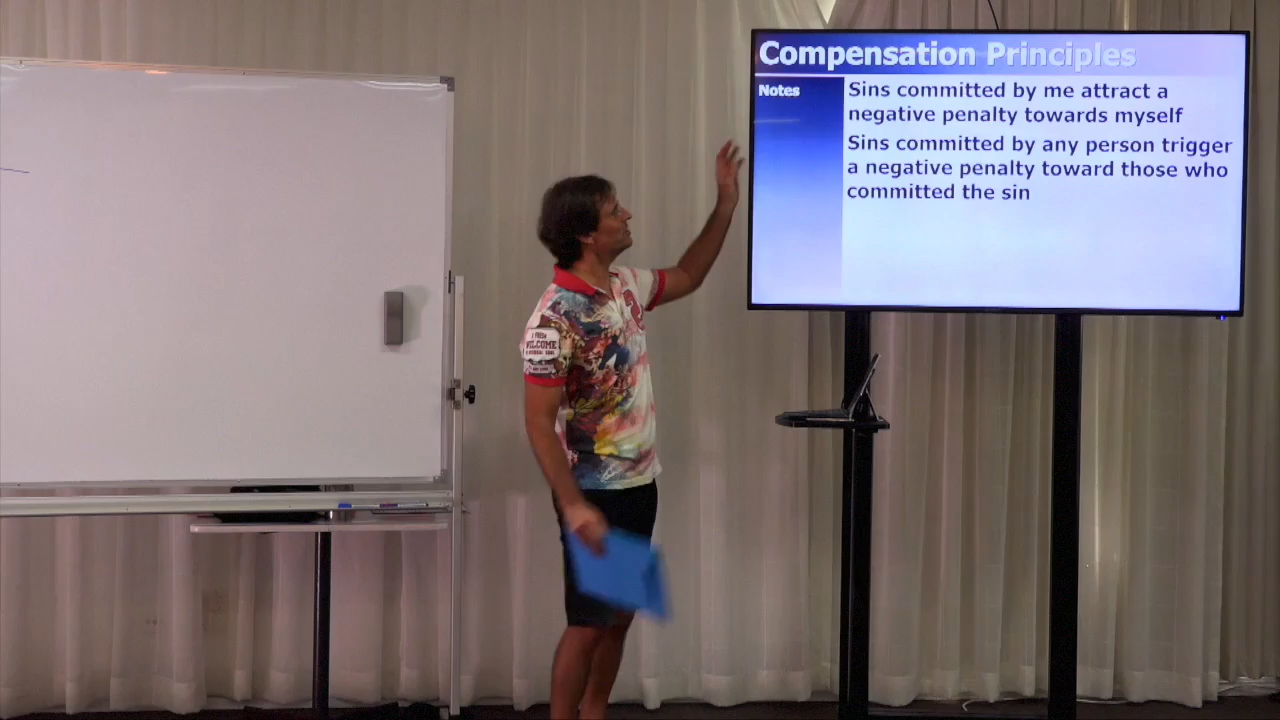 Compensation Principles
Notes
Sins committed by me attract a
negative penalty towards myself
Sins committed by any person trigger
a negative penalty toward those who
committed the sin
WELCOME